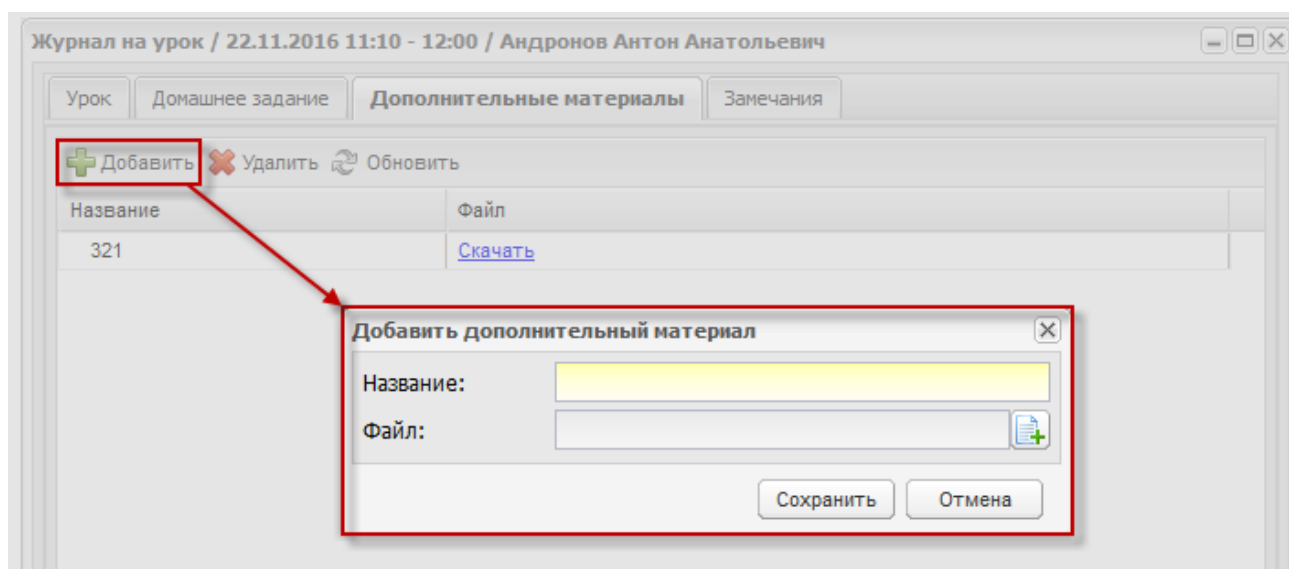 Журнал на урок / 22.11.2016 11:10 - 12:00 / Андронов Антон Анатольевич
Урок Домашнее задание Дополнительные материалы Замечания
Добавить Удалить Обновить
Название Файл
321 Скачать
Добавить дополнительный материал
Название:
Файл:
Сохранить Отмена